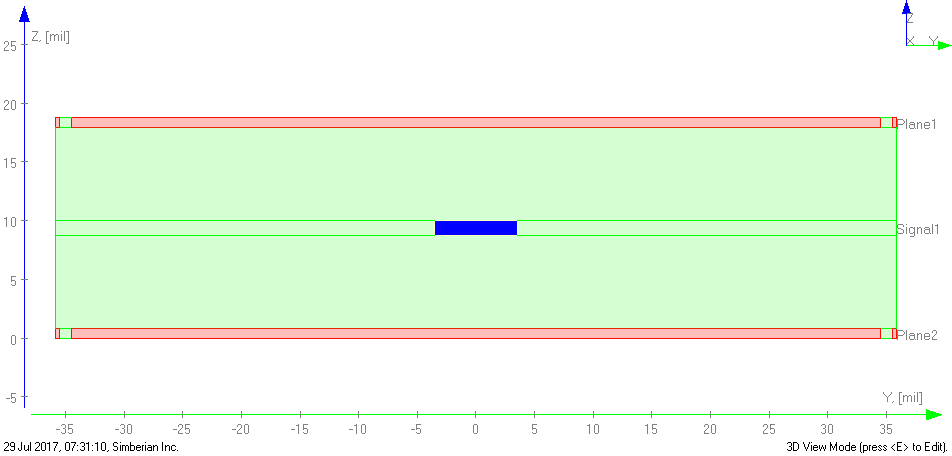 Z, [mil]
Z
X Y
25
20
15
10
5
0
-5
Plane1
Signal1
Plane2
Y, [mil]
-35 -30 -25 -20 -15 -10 -5 0 5 10 15 20 25 30 35
29 Jul 2017, 07:31:10, Simberian Inc.
3D View Mode (press <E> to Edit)